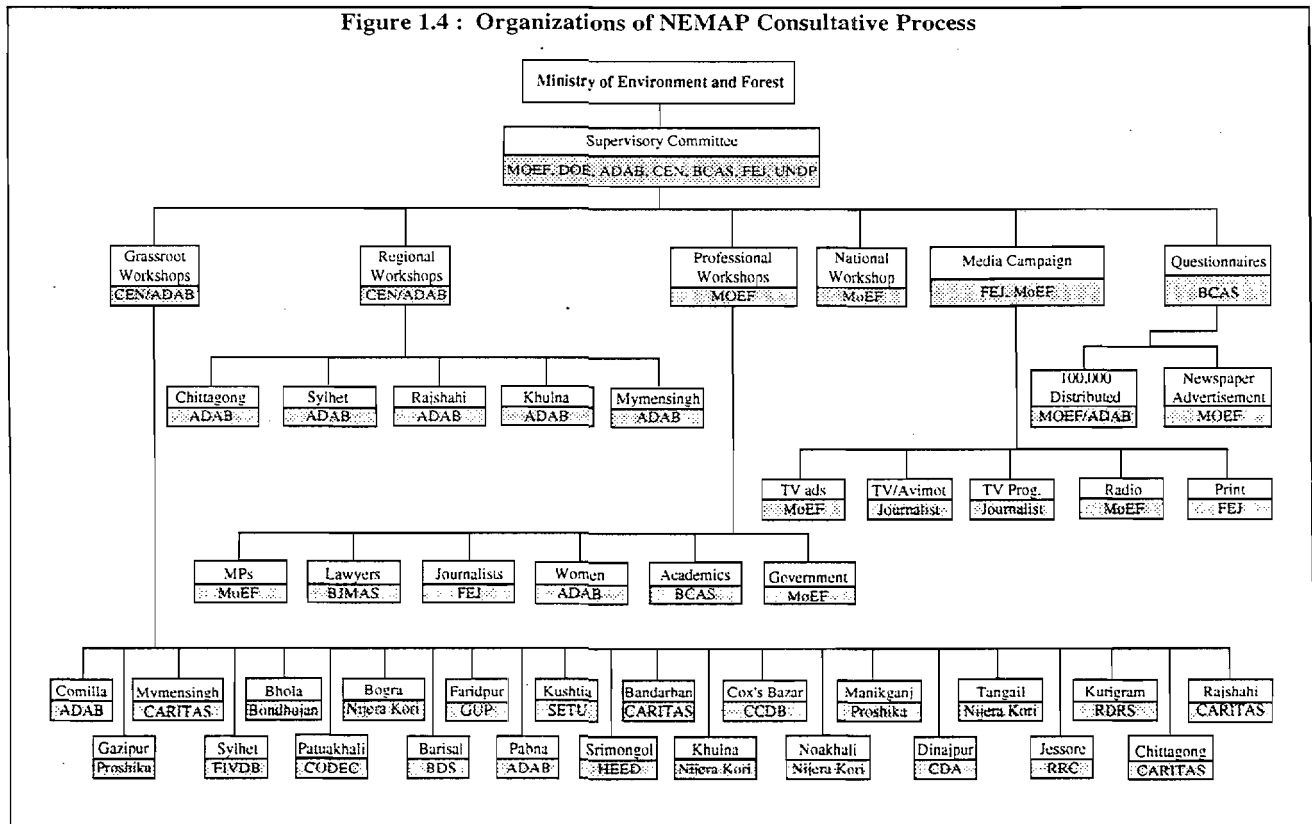 Figure 1.4 : Organizations of NEMAP Consultative Process
Ministry of Environment and Forest
Supervisory Committee
MOEF, DOE, ADAB, CEN, BCAS, FEJ, UNDP
Grassroot
Workshops
CEN/ADAB
Regional
Workshops
CEN/ADAB
Professional
Workshops
MOEF
National
Workshop
MoEF
Media Campaign
FEJ, MoEF
Questionnaires
BCAS
100,000
Distributed
MOEF/ADAB
Newspaper
Advertisement
MOEF
Chittagong
ADAB
Sylhet
ADAB
Rajshahi
ADAB
Khulna
ADAB
Mymensingh
ADAB
TV ads
MoEF
TV/Avimot
Journalist
TV Prog.
Journalist
Radio
MoEF
Print
FEJ
MPs
MoEF
Lawyers
BJMAS
Journalists
FEJ
Women
ADAB
Academics
BCAS
Government
MoEF
Comilla
ADAB
Mymensingh
CARITAS
Bhola
Bondhujan
Bogra
Nijera Kori
Faridpur
GUP
Kushtia
SETU
Bandarban
CARITAS
Cox's Bazar
CCDB
Manikganj
Proshika
Tangail
Nijera Kori
Kurigram
RDRS
Rajshahi
CARITAS
Gazipur
Proshika
Sylhet
FIVDB
Patuakhali
CODEC
Barisal
BDS
Pabna
ADAB
Srimongol
HEED
Khulna
Nijera Kori
Noakhali
Nijera Kori
Dinajpur
CDA
Jessore
RRC
Chittagong
CARITAS